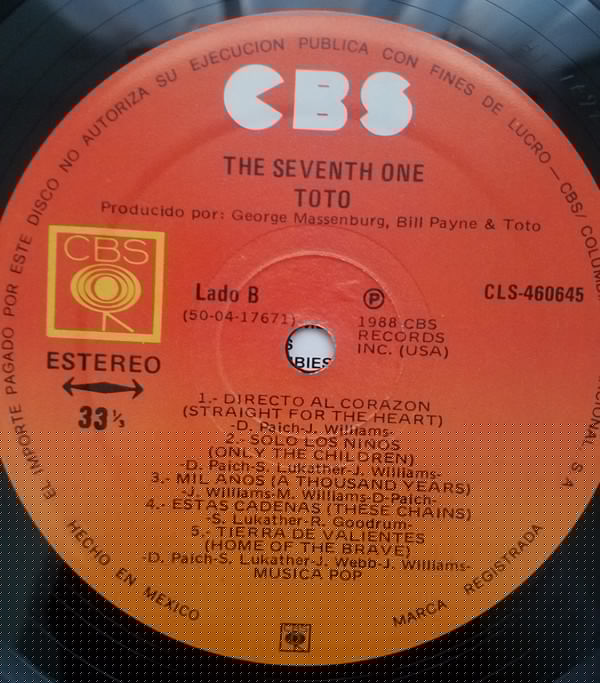 EL IMPORTE PAGADO POR ESTE DISCO NO AUTORIZA SU EJECUCION PUBLICA CON FINES DE LUCRO — CBS/ COLUMBIA
CBS
THE SEVENTH ONE
TOTO
Producido por: George Massenburg, Bill Payne & Toto
CBS
Lado B
(50-04-17671)
CLS-460645
Ⓟ
1988 CBS
RECORDS
INC. (USA)
BIES
ESTEREO
33 1/3
1.- DIRECTO AL CORAZON
(STRAIGHT FOR THE HEART)
-D. Paich-J. Williams-
2.- SOLO LOS NIÑOS
(ONLY THE CHILDREN)
-D. Paich-S. Lukather-J. Williams-
3.- MIL AÑOS (A THOUSAND YEARS)
-J. Williams-M. Williams-D-Paich-
4.- ESTAS CADENAS (THESE CHAINS)
-S. Lukather-R. Goodrum-
5.- TIERRA DE VALIENTES
(HOME OF THE BRAVE)
-D. Paich-S. Lukather-J. Webb-J. Williams-
MUSICA POP
HECHO EN MEXICO
MARCA REGISTRADA
S. A.